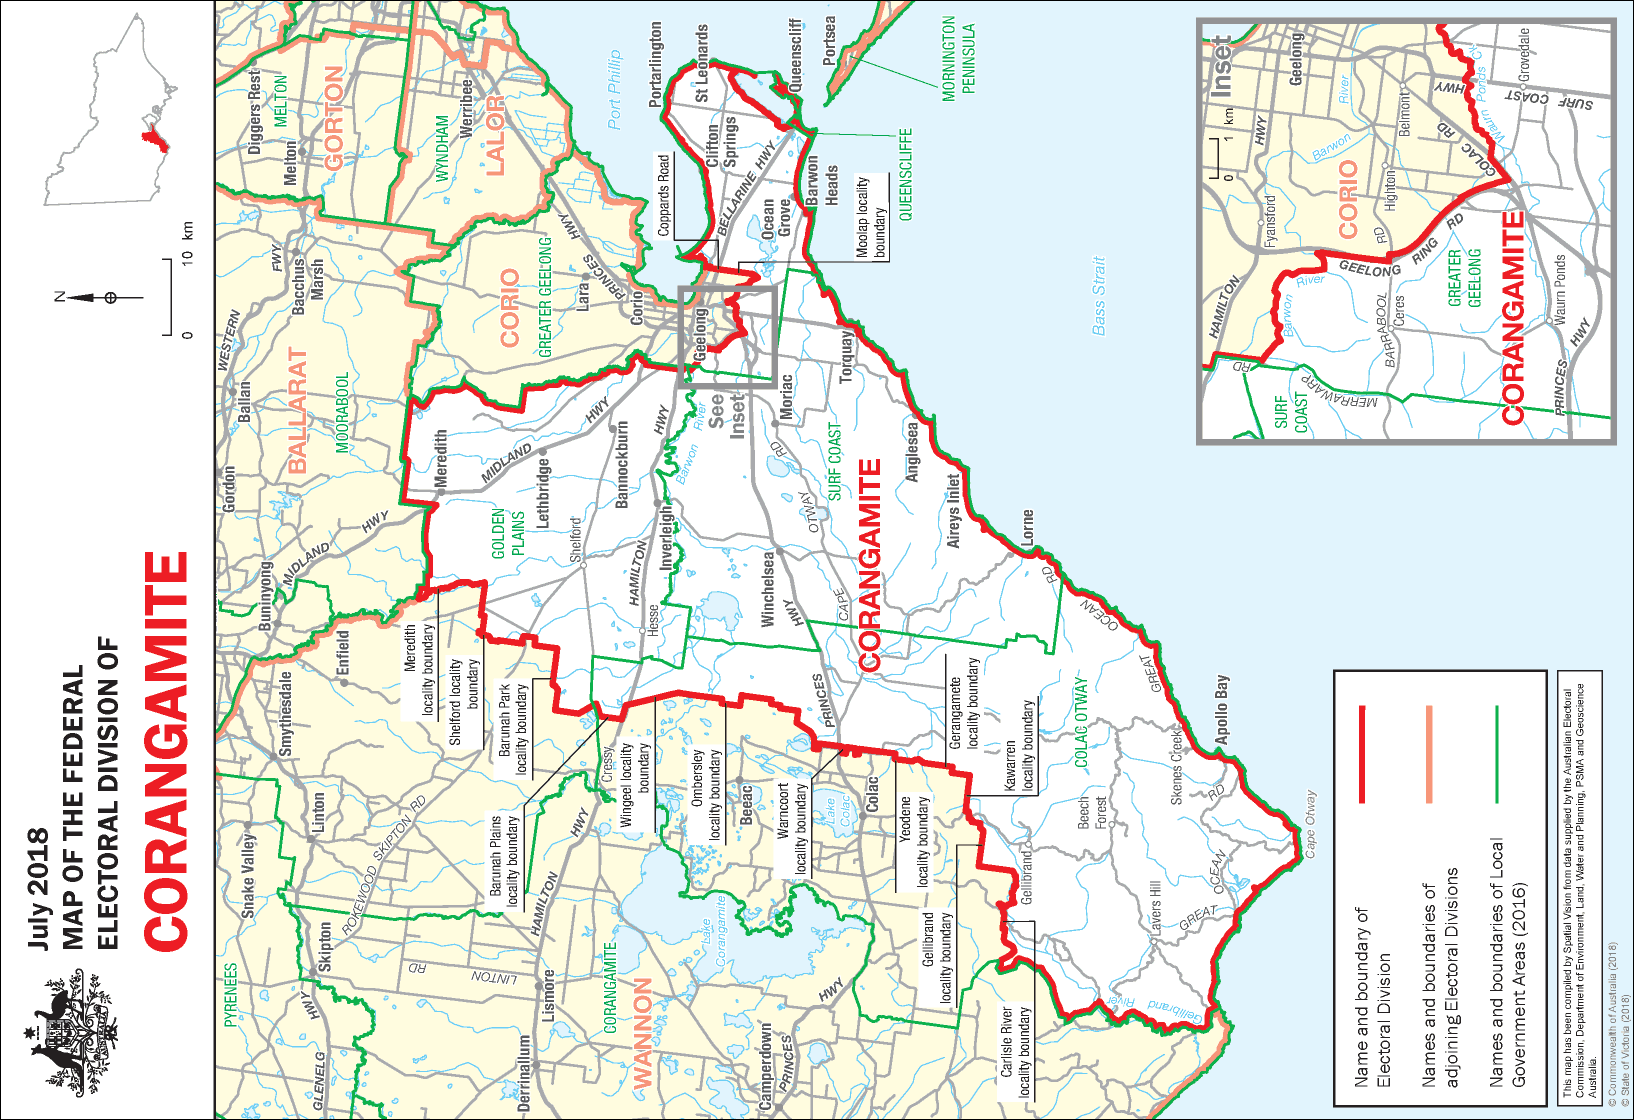 July 2018
MAP OF THE FEDERAL
ELECTORAL DIVISION OF
CORANGAMITE
N
0
10 km
PYRENEES
Snake Valley
Smythesdale
Linton
Skipton
ROKEWOOD SKIPTON RD
LINTON
RD
GLENELG
HWY
Lismore
Derrinallum
HAMILTON
HWY
CORANGAMITE
WANNON
Lake
Corangamite
Camperdown
PRINCES
HWY
Enfield
Buninyong
Gordon
MIDLAND
HWY
Ballan
WESTERN
FWY
BALLARAT
MOORABOOL
Bacchus
Marsh
Melton
Diggers Rest
MELTON
GORTON
WYNDHAM
Werribee
LALOR
CORIO
GREATER GEELONG
Lara
PRINCES
HWY
Corio
Geelong
Port Phillip
Portarlington
St Leonards
Queenscliff
Portsea
MORNINGTON
PENINSULA
Clifton
Springs
BELLARINE HWY
Ocean
Grove
Barwon
Heads
QUEENSCLIFFE
Coppards Road
Moolap locality
boundary
Bass Strait
Meredith
MIDLAND
HWY
Lethbridge
Bannockburn
GOLDEN
PLAINS
Shelford
Inverleigh
HAMILTON
HWY
Hesse
Barwon
River
See
Inset
Moriac
Torquay
SURF COAST
Anglesea
Aireys Inlet
Lorne
Winchelsea
CAPE
OTWAY
RD
PRINCES
HWY
CORANGAMITE
GREAT
OCEAN
RD
Meredith
locality boundary
Shelford locality
boundary
Barunah Park
locality boundary
Barunah Plains
locality boundary
Cressy
Wingeel locality
boundary
Ombersley
locality boundary
Beeac
Warncoort
locality boundary
Lake
Colac
Colac
Yeodene
locality boundary
Gerangamete
locality boundary
Kawarren
locality boundary
Gellibrand
locality boundary
Carlisle River
locality boundary
COLAC OTWAY
Apollo Bay
Skenes Creek
Beech
Forest
Gellibrand
Lavers Hill
GREAT
OCEAN
RD
Cape Otway
Gellibrand
River
Inset
0
1
km
Geelong
HWY
Fyansford
HAMILTON
Barwon
River
CORIO
Highton
Belmont
RD
COLAC
RD
HWY
Waurn Ponds Ck
Grovedale
SURF
COAST
GEELONG
RING
RD
Barwon
River
GREATER
GEELONG
BARRABOOL
Ceres
RD
MERRAWARP
SURF
COAST
Waurn Ponds
PRINCES
HWY
CORANGAMITE
Name and boundary of
Electoral Division
Names and boundaries of
adjoining Electoral Divisions
Names and boundaries of Local
Government Areas (2016)
This map has been compiled by Spatial Vision from data supplied by the Australian Electoral
Commission, Department of Environment, Land, Water and Planning, PSMA and Geoscience
Australia.
© Commonwealth of Australia (2018)
© State of Victoria (2018)